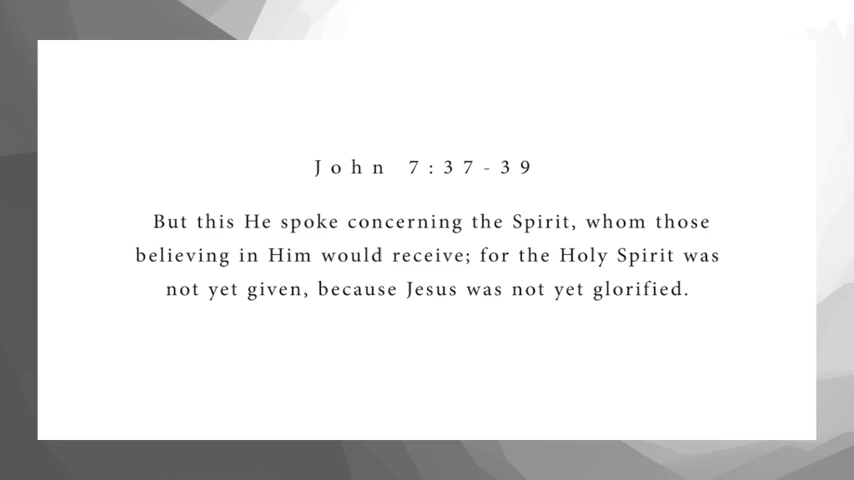 John 7:37-39
But this He spoke concerning the Spirit, whom those
believing in Him would receive; for the Holy Spirit was
not yet given, because Jesus was not yet glorified.